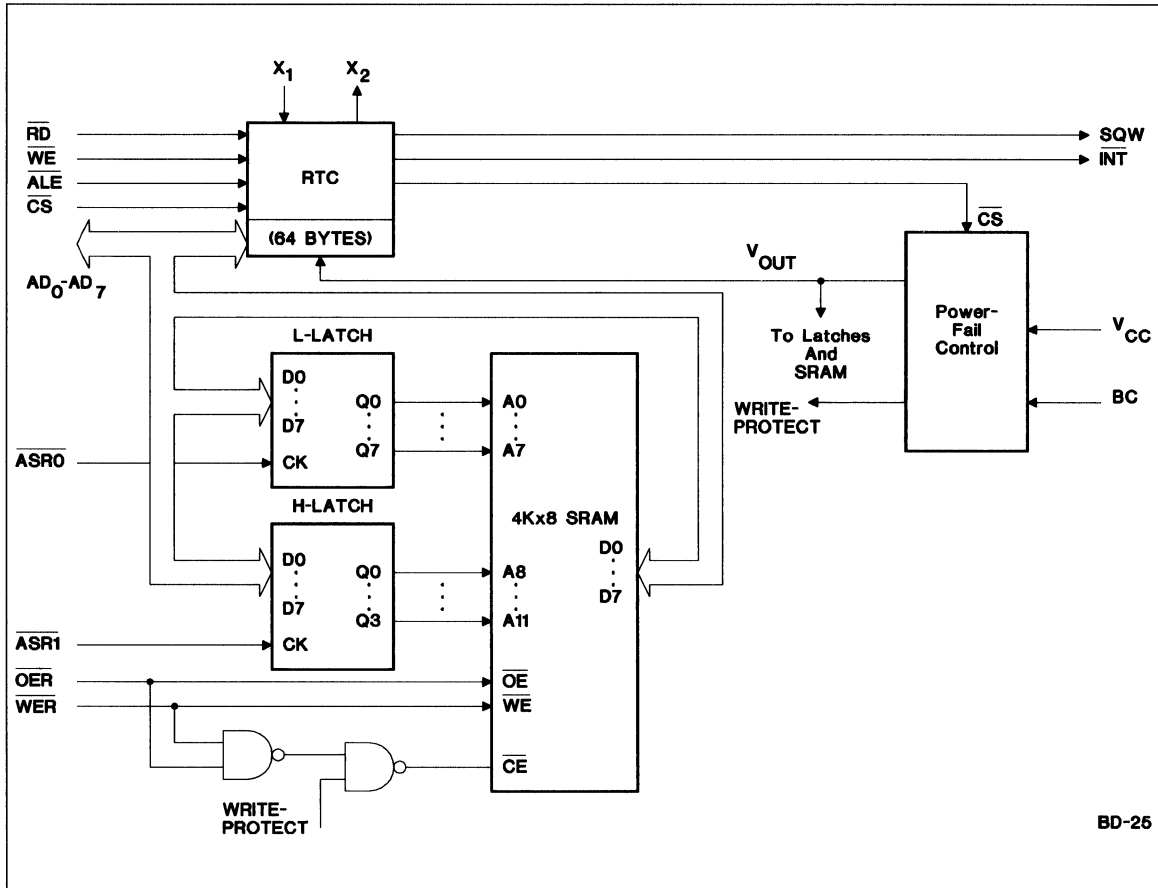 X1
X2
RD
WE
ALE
CS
AD0-AD7
RTC
(64 BYTES)
SQW
INT
CS
VOUT
To Latches
And
SRAM
Power-
Fail
Control
VCC
BC
WRITE-
PROTECT
L-LATCH
D0
D7
CK
Q0
Q7
A0
A7
ASR0
H-LATCH
D0
D7
CK
Q0
Q3
4Kx8 SRAM
D0
D7
A8
A11
ASR1
OER
WER
OE
WE
CE
WRITE-
PROTECT
BD-25